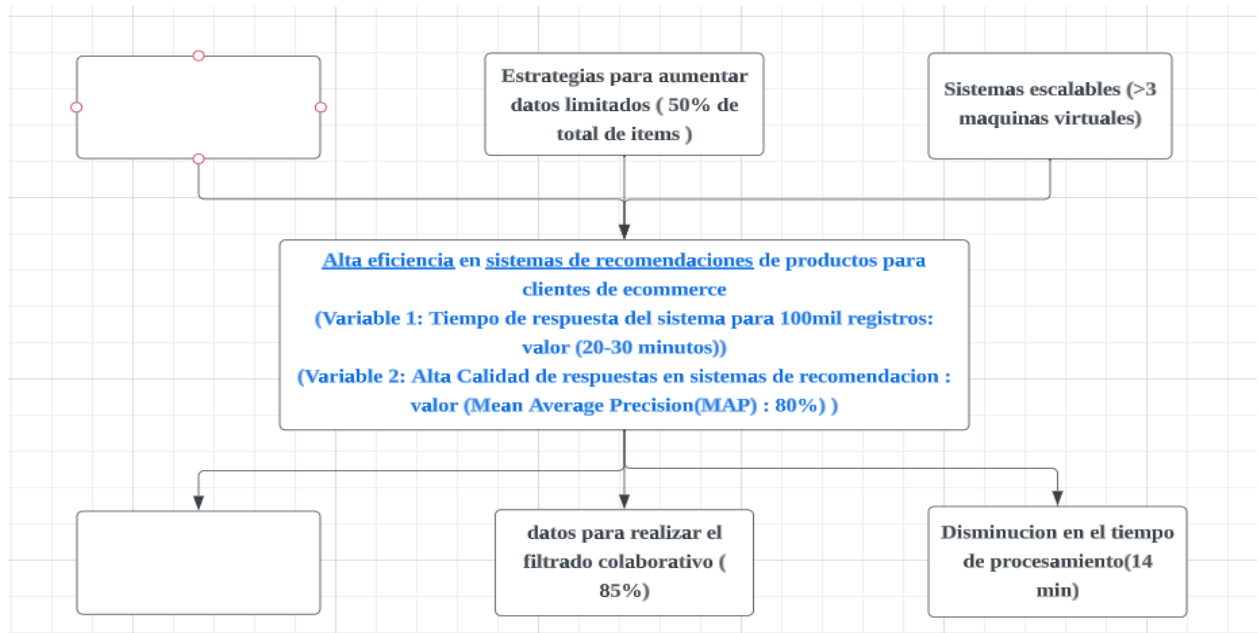 Estrategias para aumentar
datos limitados ( 50% de
total de items )
Sistemas escalables (>3
maquinas virtuales)
Alta eficiencia en sistemas de recomendaciones de productos para
clientes de ecommerce
(Variable 1: Tiempo de respuesta del sistema para 100mil registros:
valor (20-30 minutos))
(Variable 2: Alta Calidad de respuestas en sistemas de recomendacion :
valor (Mean Average Precision(MAP) : 80%) )
datos para realizar el
filtrado colaborativo (
85%)
Disminucion en el tiempo
de procesamiento(14
min)